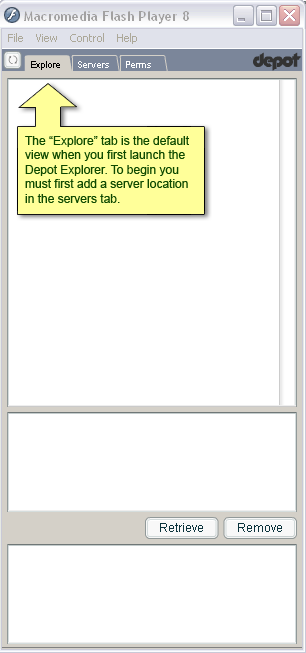 Macromedia Flash Player 8
File View Control Help
Explore Servers Perms depot
The “Explore” tab is the default
view when you first launch the
Depot Explorer. To begin you
must first add a server location
in the servers tab.
Retrieve Remove